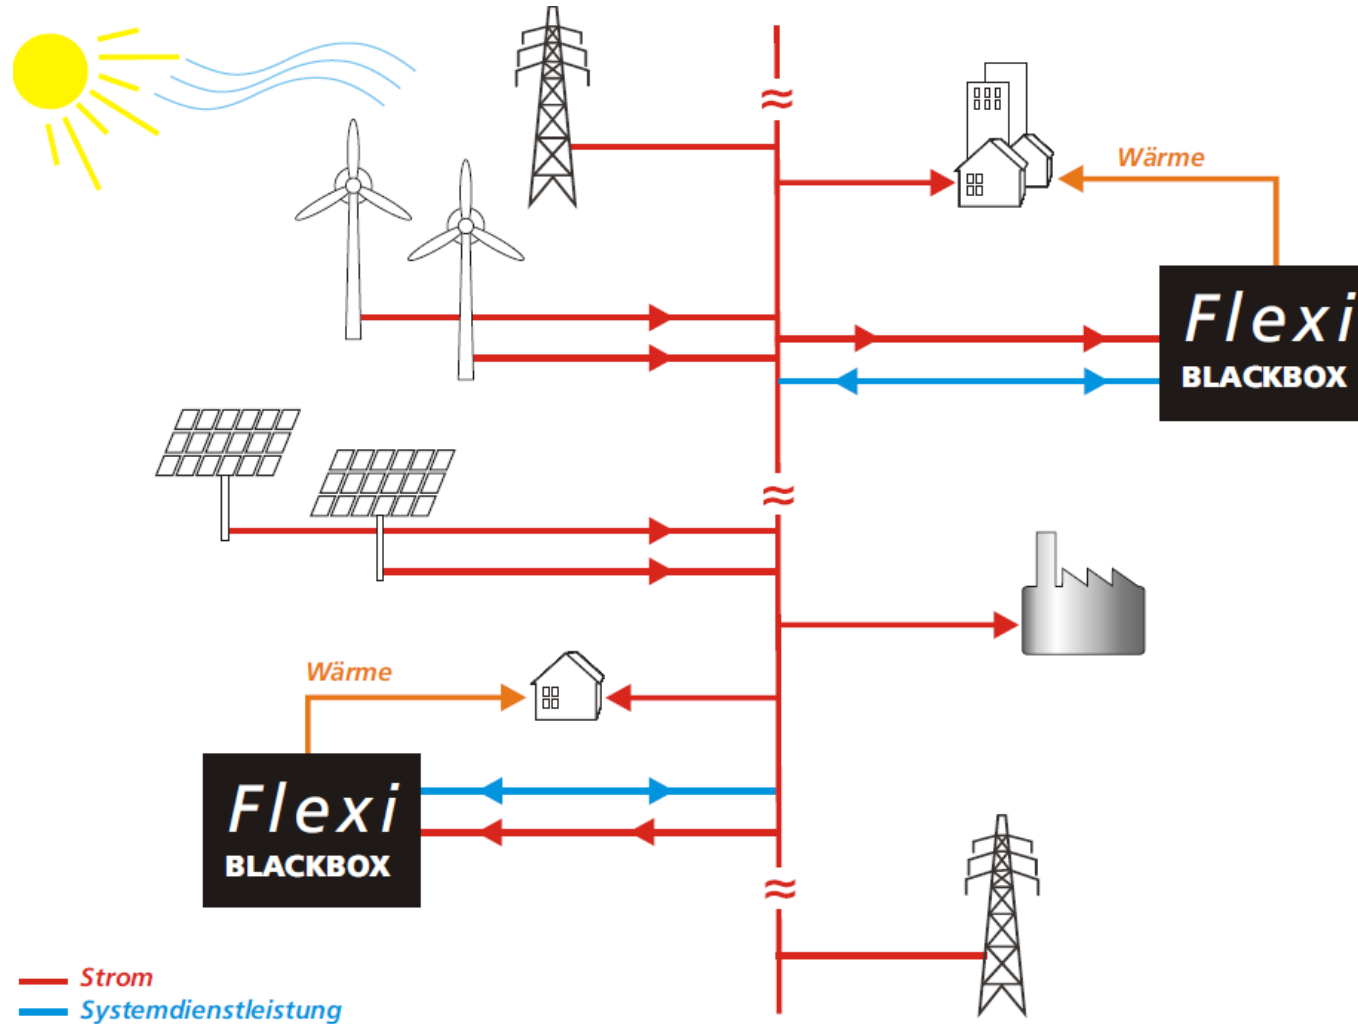 Wärme
Flexi
BLACKBOX
Wärme
Flexi
BLACKBOX
Strom
Systemdienstleistung